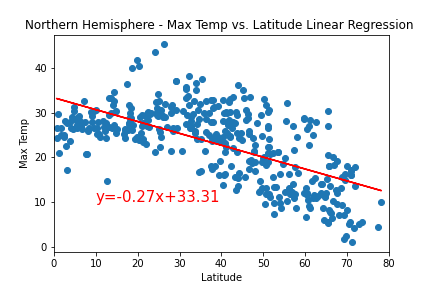 Northern Hemisphere - Max Temp vs. Latitude Linear Regression
Max Temp
40
30
20
10
0
y=-0.27x+33.31
0 10 20 30 40 50 60 70 80
Latitude